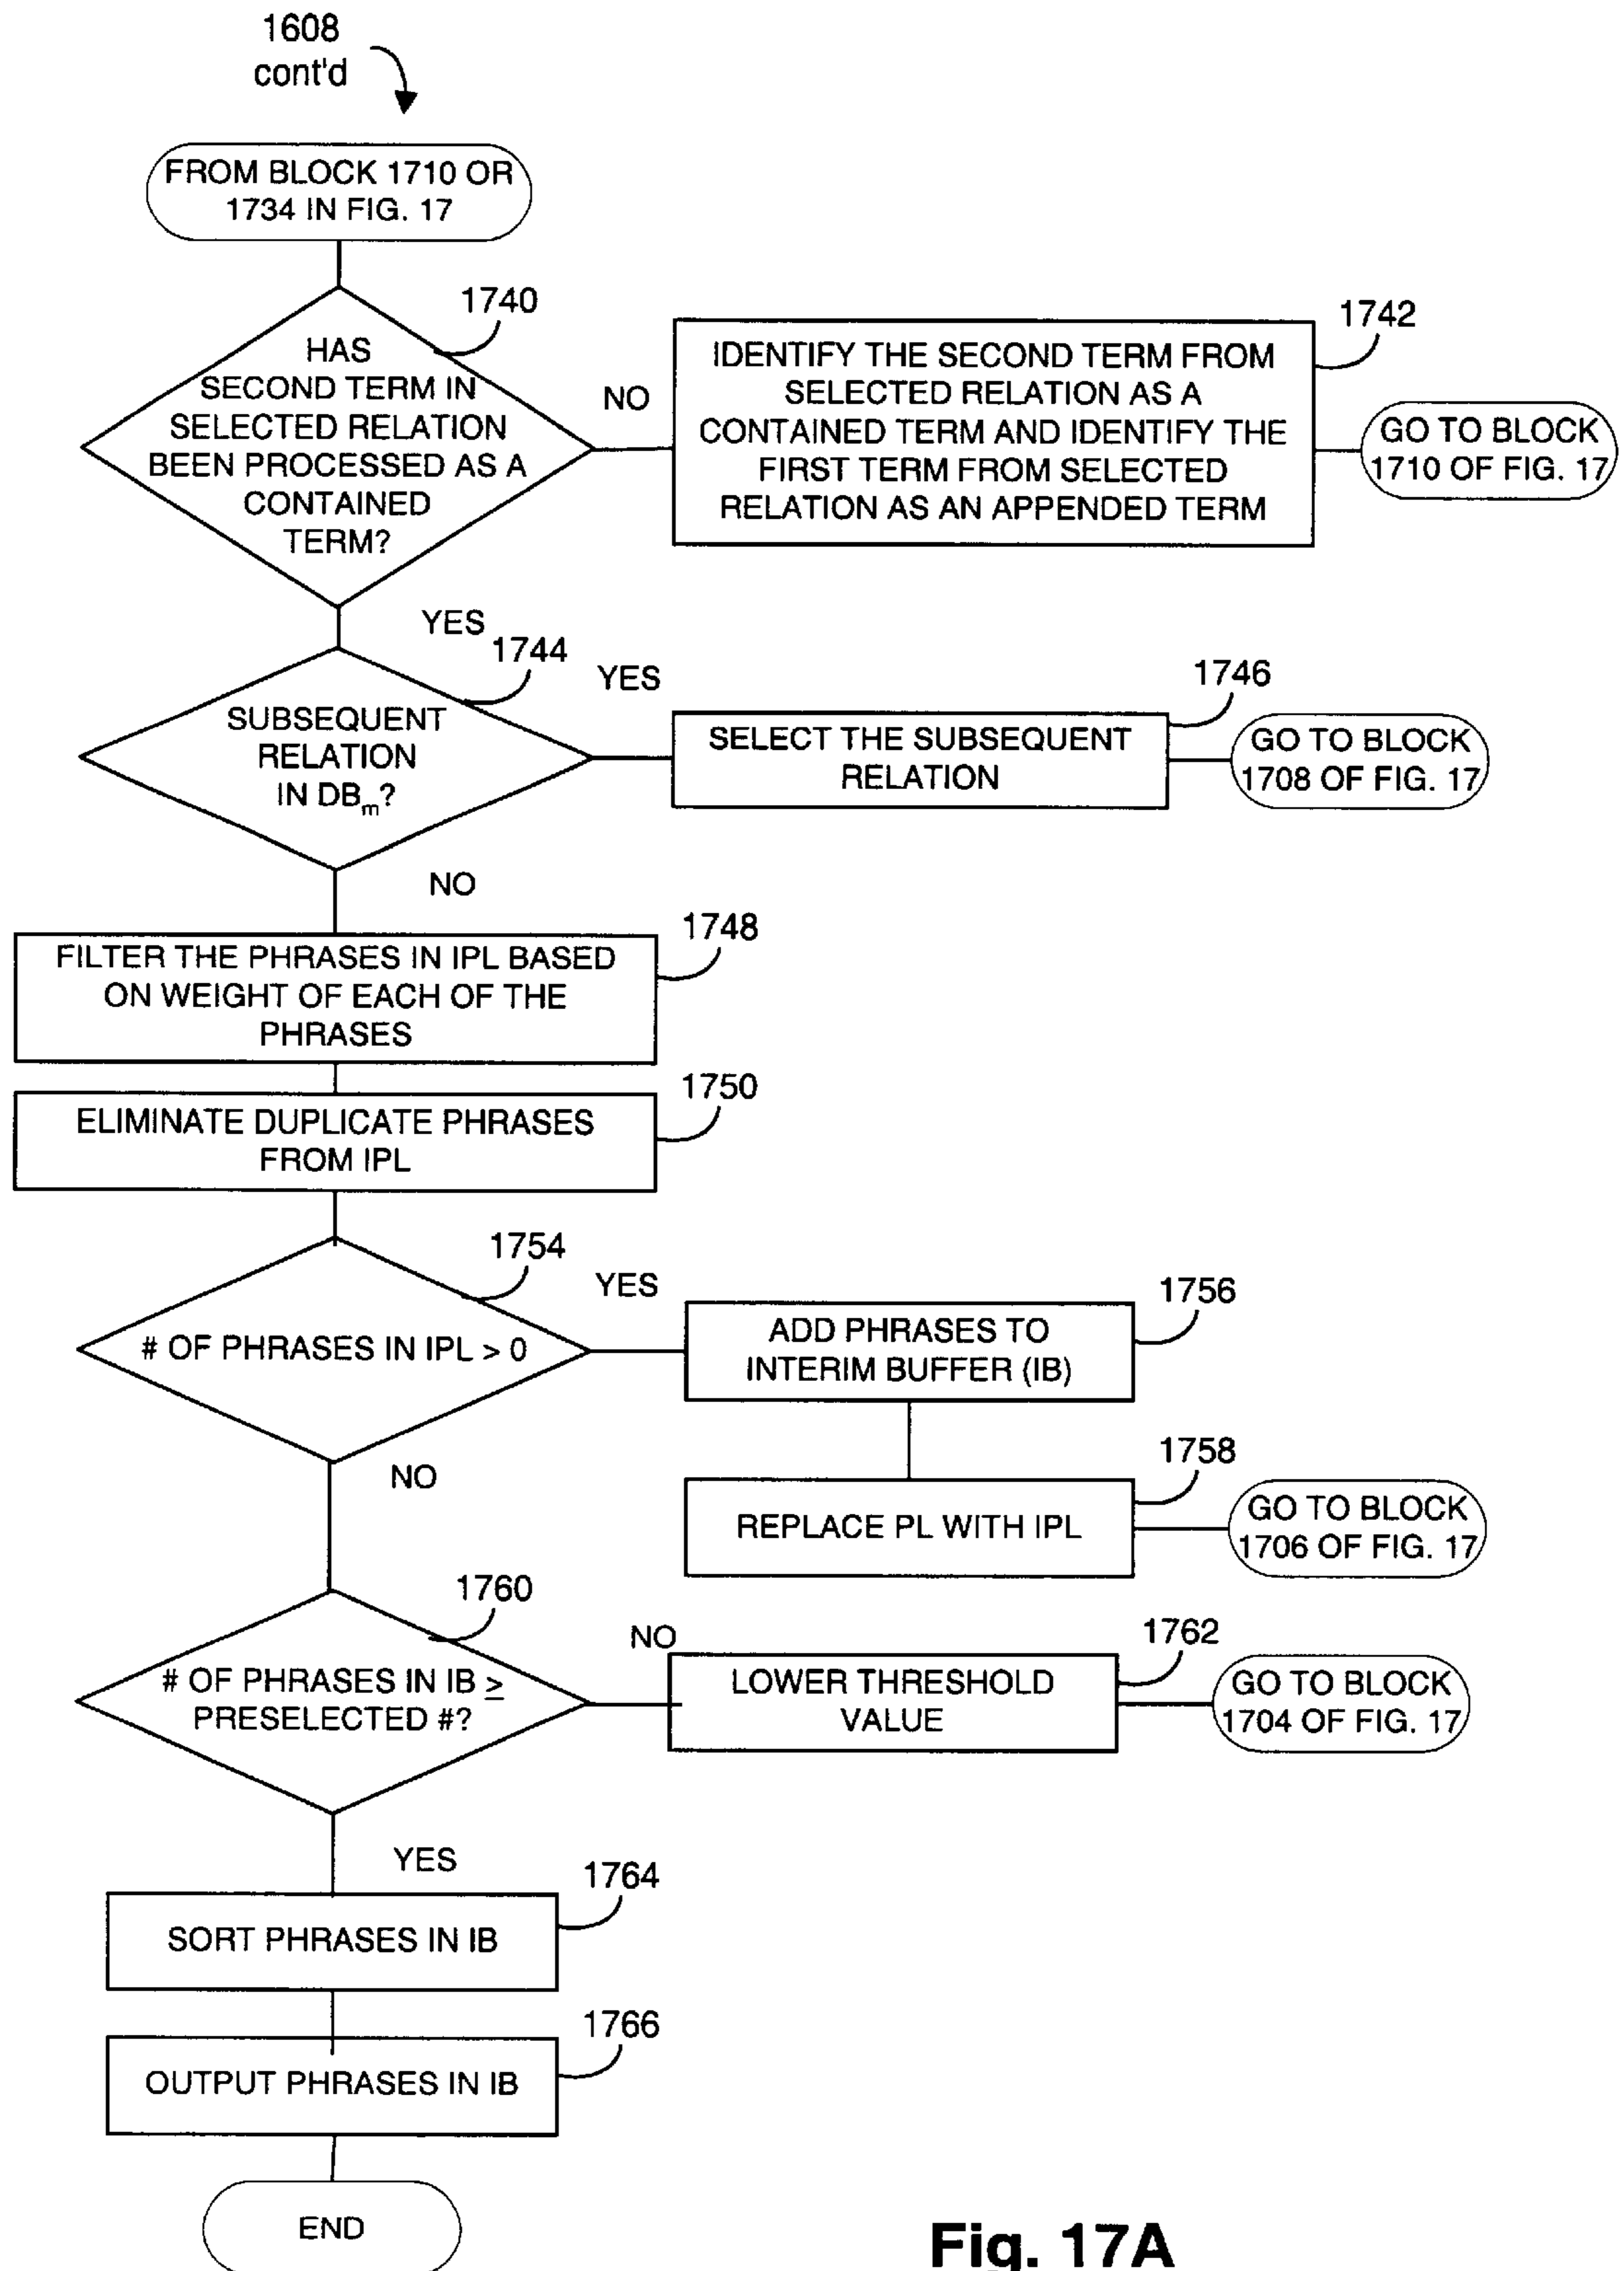 1608
cont'd
FROM BLOCK 1710 OR
1734 IN FIG. 17
1740
HAS
SECOND TERM IN
SELECTED RELATION
BEEN PROCESSED AS A
CONTAINED
TERM?
NO
1742
IDENTIFY THE SECOND TERM FROM
SELECTED RELATION AS A
CONTAINED TERM AND IDENTIFY THE
FIRST TERM FROM SELECTED
RELATION AS AN APPENDED TERM
GO TO BLOCK
1710 OF FIG. 17
YES
1744
SUBSEQUENT
RELATION
IN DBm?
YES
1746
SELECT THE SUBSEQUENT
RELATION
GO TO BLOCK
1708 OF FIG. 17
NO
1748
FILTER THE PHRASES IN IPL BASED
ON WEIGHT OF EACH OF THE
PHRASES
1750
ELIMINATE DUPLICATE PHRASES
FROM IPL
1754
# OF PHRASES IN IPL > 0
YES
1756
ADD PHRASES TO
INTERIM BUFFER (IB)
1758
REPLACE PL WITH IPL
GO TO BLOCK
1706 OF FIG. 17
NO
1760
# OF PHRASES IN IB ≥
PRESELECTED #?
NO
1762
LOWER THRESHOLD
VALUE
GO TO BLOCK
1704 OF FIG. 17
YES
1764
SORT PHRASES IN IB
1766
OUTPUT PHRASES IN IB
END
Fig. 17A